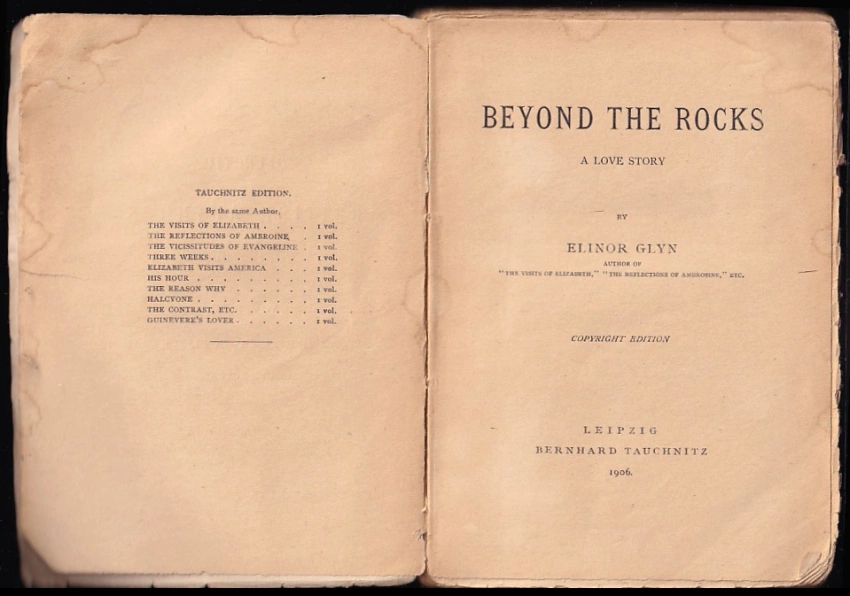 TAUCHNITZ EDITION.
By the same Author,
THE VISITS OF ELIZABETH . . . . 1 vol.
THE REFLECTIONS OF AMBROSINE . 1 vol.
THE VICISSITUDES OF EVANGELINE . 1 vol.
THREE WEEKS . . . . . . . . 1 vol.
ELIZABETH VISITS AMERICA . . . 1 vol.
HIS HOUR . . . . . . . . . 1 vol.
THE REASON WHY . . . . . . 1 vol.
HALCYONE . . . . . . . . . 1 vol.
THE CONTRAST, ETC. . . . . . 1 vol.
GUINEVERE'S LOVER . . . . . . 1 vol.
BEYOND THE ROCKS
A LOVE STORY
BY
ELINOR GLYN
AUTHOR OF
"THE VISITS OF ELIZABETH," "THE REFLECTIONS OF AMBROSINE," ETC.
COPYRIGHT EDITION
LEIPZIG
BERNHARD TAUCHNITZ
1906.